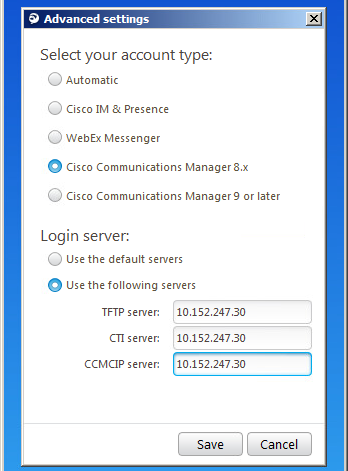 Advanced settings
Select your account type:
Automatic
Cisco IM & Presence
WebEx Messenger
Cisco Communications Manager 8.x
Cisco Communications Manager 9 or later
Login server:
Use the default servers
Use the following servers
TFTP server: 10.152.247.30
CTI server: 10.152.247.30
CCMCIP server: 10.152.247.30
Save Cancel